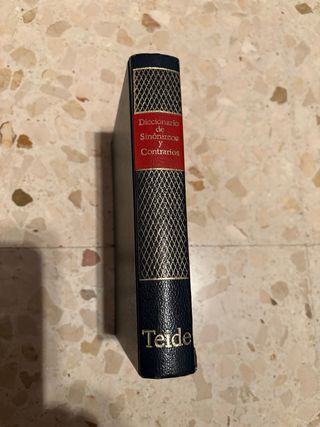 Diccionario
de
Sinónimos
y
Contrarios
Teide